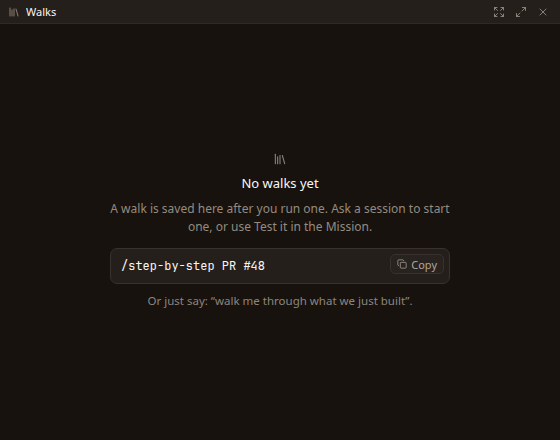 Walks
No walks yet
A walk is saved here after you run one. Ask a session to start
one, or use Test it in the Mission.
/step-by-step PR #48
Copy
Or just say: “walk me through what we just built”.